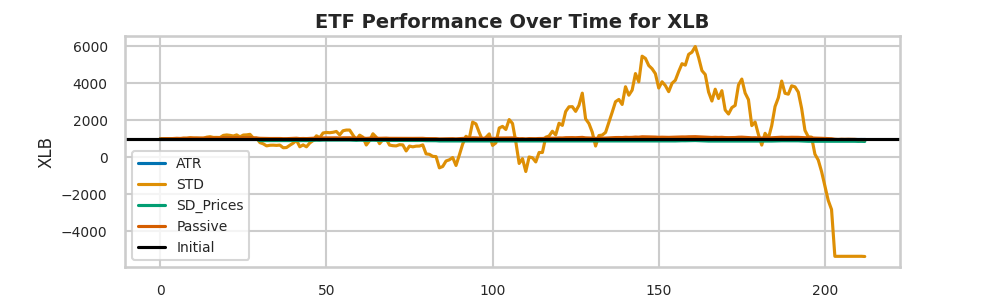 ETF Performance Over Time for XLB
6000
4000
2000
0
−2000
−4000
XLB
ATR
STD
SD_Prices
Passive
Initial
0
50
100
150
200